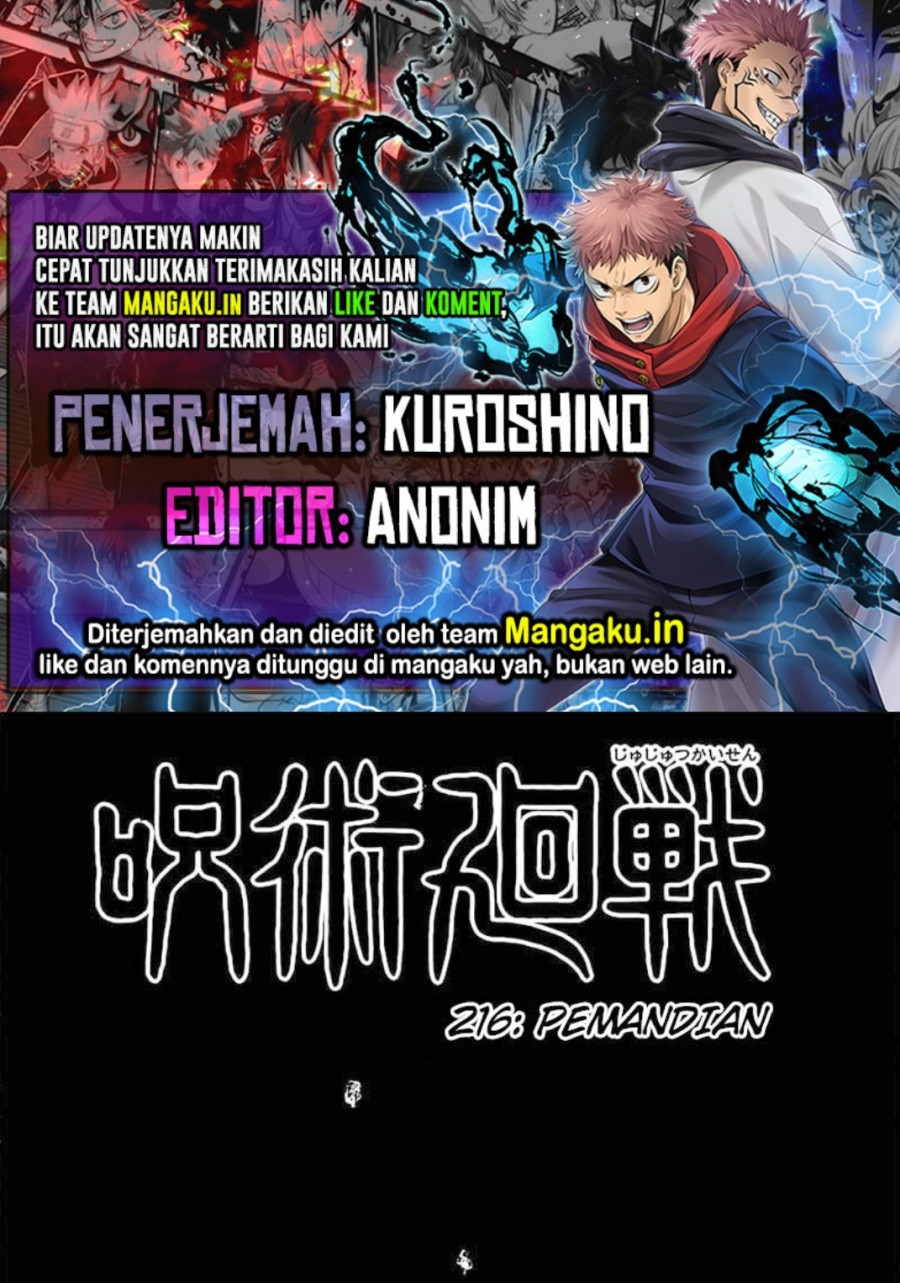 BIAR UPDATENYA MAKIN
CEPAT TUNJUKKAN TERIMAKASIH KALIAN
KE TEAM MANGAKU.IN BERIKAN LIKE DAN KOMENT,
ITU AKAN SANGAT BERARTI BAGI KAMI
PENERJEMAH: KUROSHINO
EDITOR: ANONIM
Diterjemahkan dan diedit oleh team Mangaku.in
like dan komennya ditunggu di mangaku yah, bukan web lain.
じゅじゅつかいせん
呪術廻戦
216: PEMANDIAN